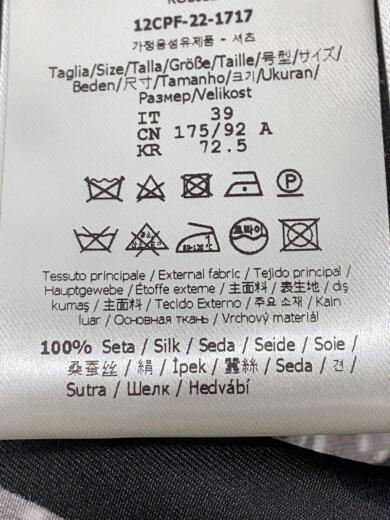 12CPF-22-1717
가정용섬유제품 - 셔츠
Taglia/Size/Talla/Größe/Taille/号型/サイズ/
Beden/尺寸/Tamanho/크기/Ukuran/
Размер/Velikost
IT 39
CN 175/92 A
KR 72.5
P
드라이
Tessuto principale / External fabric / Tejido principal /
Hauptgewebe / Étoffe externe / 主面料 / 表生地 / dış
kumaş / 主面料 / Tecido Externo / 주요 소재 / Kain
luar / Основная ткань / Vrchový materiál
100% Seta / Silk / Seda / Seide / Soie /
桑蚕丝 / 絹 / İpek / 絲 / Seda / 견 /
Sutra / Шелк / Hedvábí